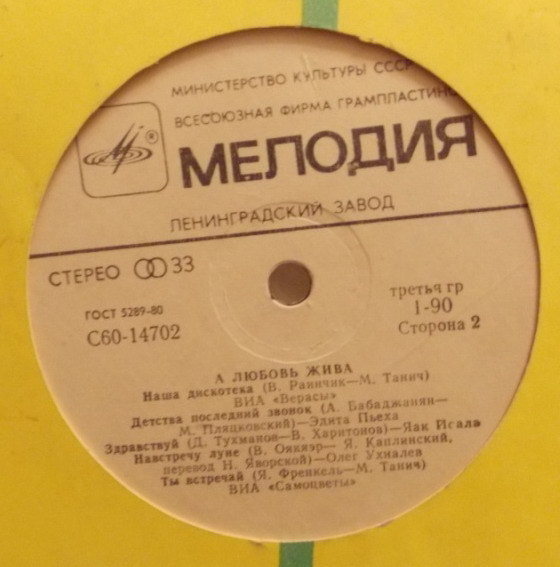 МИНИСТЕРСТВО КУЛЬТУРЫ СССР
ВСЕСОЮЗНАЯ ФИРМА ГРАМПЛАСТИНО
®
МЕЛОДИЯ
ЛЕНИНГРАДСКИЙ ЗАВОД
СТЕРЕО 33
ГОСТ 5289-80
С60-14702
третья гр
1-90
Сторона 2
А ЛЮБОВЬ ЖИВА
Наша дискотека (В. Раинчик—М. Танич)
ВИА «Верасы»
Детства последний звонок (А. Бабаджанян—
М. Пляцковский)—Эдита Пьеха
Здравствуй (Д. Тухманов—В. Харитонов)—Яак Йоала
Навстречу луне (В. Оякяэр— Я. Каплинский,
перевод Н. Яворской)—Олег Ухналев
Ты встречай (Я. Френкель—М. Танич)
ВИА «Самоцветы»